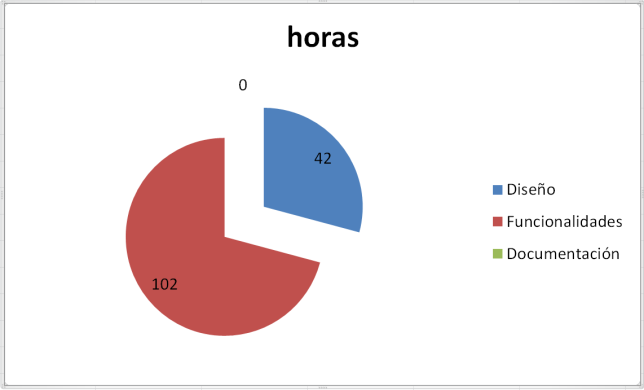 horas
0
42
102
Diseño
Funcionalidades
Documentación